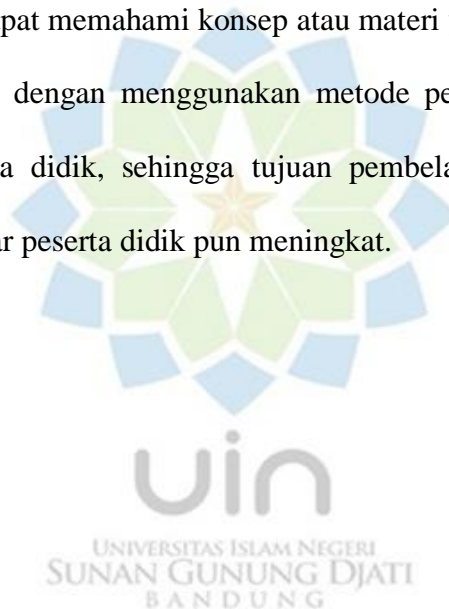 pat memahami konsep atau materi
dengan menggunakan metode pe
a didik, sehingga tujuan pembela
ar peserta didik pun meningkat.
uin
UNIVERSITAS ISLAM NEGERI
SUNAN GUNUNG DJATI
BANDUNG